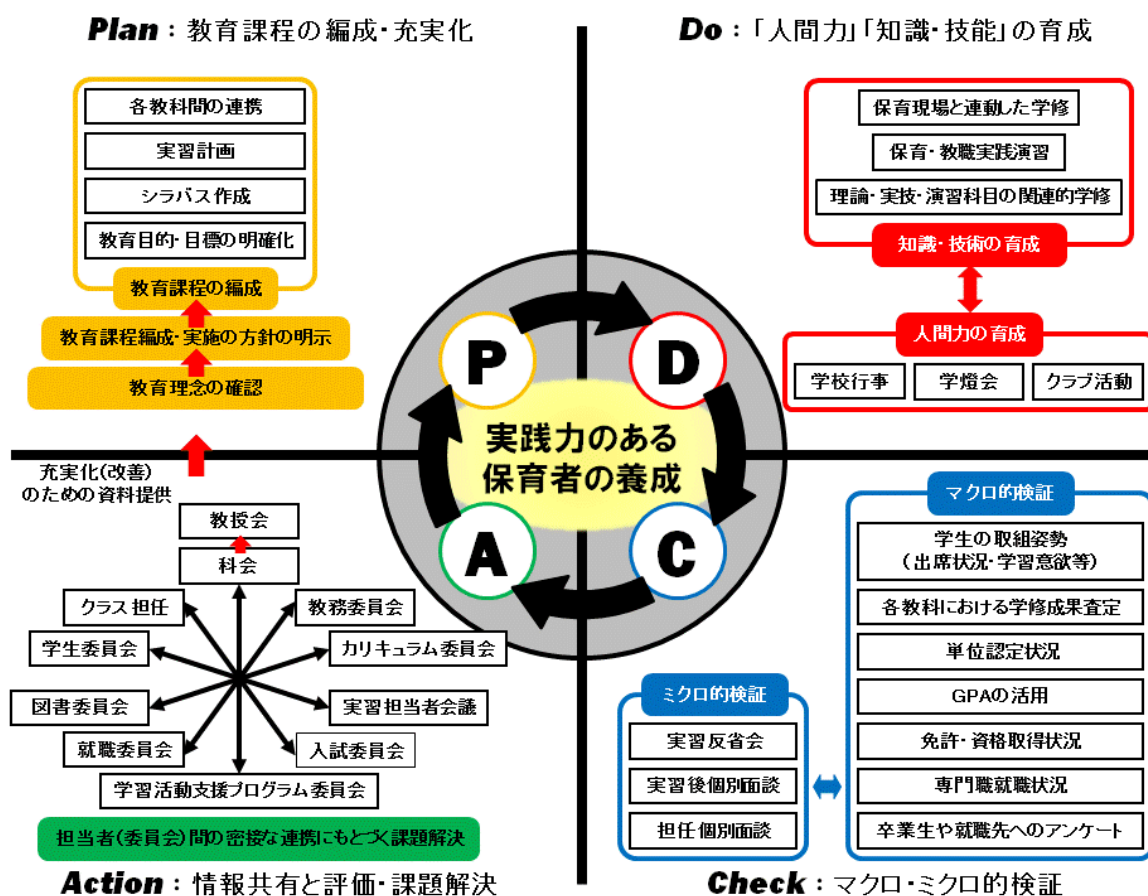 Plan：教育課程の編成・充実化
各教科間の連携
実習計画
シラバス作成
教育目的・目標の明確化
教育課程の編成
教育課程編成・実施の方針の明示
教育理念の確認
Do：「人間力」「知識・技能」の育成
保育現場と連動した学修
保育・教職実践演習
理論・実技・演習科目の関連的学修
知識・技術の育成
人間力の育成
学校行事
学燈会
クラブ活動
P
D
実践力のある
保育者の養成
A
C
充実化(改善)
のための資料提供
教授会
科会
クラス担任
教務委員会
学生委員会
カリキュラム委員会
図書委員会
実習担当者会議
就職委員会
入試委員会
学習活動支援プログラム委員会
担当者(委員会)間の密接な連携にもとづく課題解決
Action：情報共有と評価・課題解決
マクロ的検証
学生の取組姿勢
(出席状況・学習意欲等)
各教科における学修成果査定
単位認定状況
GPAの活用
免許・資格取得状況
専門職就職状況
卒業生や就職先へのアンケート
ミクロ的検証
実習反省会
実習後個別面談
担任個別面談
Check：マクロ・ミクロ的検証